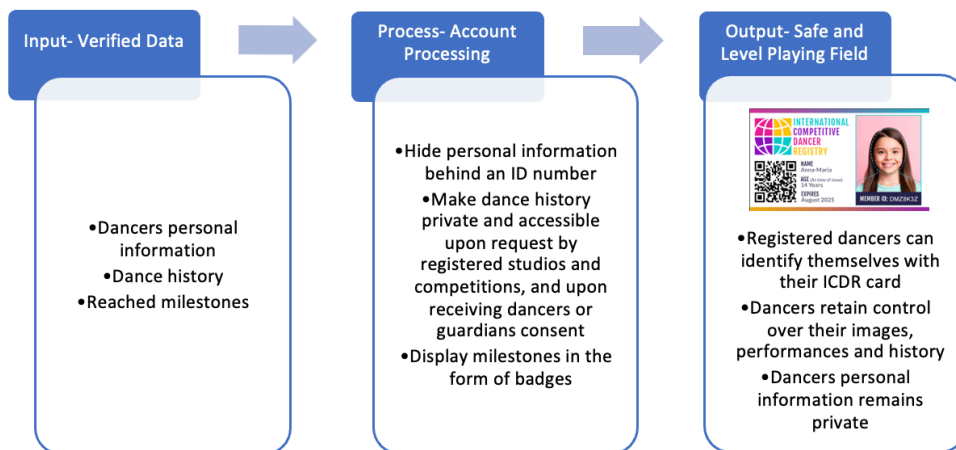 Input- Verified Data
•Dancers personal
information
•Dance history
•Reached milestones
Process- Account
Processing
•Hide personal information
behind an ID number
•Make dance history
private and accessible
upon request by
registered studios and
competitions, and upon
receiving dancers or
guardians consent
•Display milestones in the
form of badges
Output- Safe and
Level Playing Field
INTERNATIONAL
COMPETITIVE
DANCER
REGISTRY
NAME
Anna-Maria
AGE (At time of issue)
14 Years
EXPIRES
August 2025
MEMBER ID: DMZ8K3Z
•Registered dancers can
identify themselves with
their ICDR card
•Dancers retain control
over their images,
performances and history
•Dancers personal
information remains
private